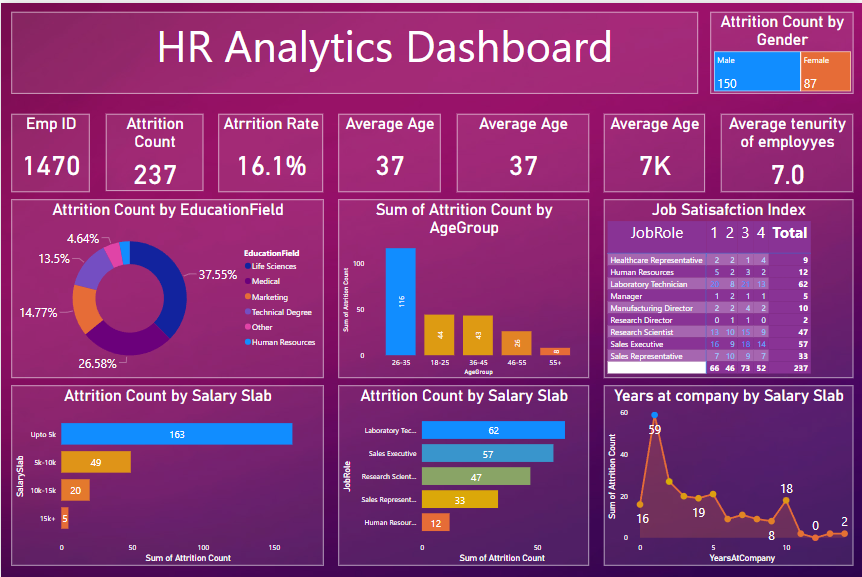 HR Analytics Dashboard
Attrition Count by
Gender
Male
Female
150
87
Emp ID
1470
Attrition
Count
237
Atrrition Rate
16.1%
Average Age
37
Average Age
37
Average Age
7K
Average tenurity
of employyes
7.0
Attrition Count by EducationField
4.64%
13.5%
14.77%
26.58%
37.55%
EducationField
Life Sciences
Medical
Marketing
Technical Degree
Other
Human Resources
Sum of Attrition Count by
AgeGroup
Sum of Attrition Count
100
50
0
116
44
43
26
8
26-35 18-25 36-45 46-55 55+
AgeGroup
Job Satisafction Index
JobRole 1 2 3 4 Total
Healthcare Representative 2 2 1 4 9
Human Resources 5 2 3 2 12
Laboratory Technician 8 62
Manager 1 2 1 1 5
Manufacturing Director 2 2 4 2 10
Research Director 0 1 1 0 2
Research Scientist 13 10 15 9 47
Sales Executive 16 9 18 14 57
Sales Representative 7 10 9 7 33
66 46 73 52 237
Attrition Count by Salary Slab
SalarySlab
Upto 5k 163
5k-10k 49
10k-15k 20
15k+ 5
0 50 100 150
Sum of Attrition Count
Attrition Count by Salary Slab
JobRole
Laboratory Tec... 62
Sales Executive 57
Research Scient... 47
Sales Represent... 33
Human Resour... 12
0 50
Sum of Attrition Count
Years at company by Salary Slab
Sum of Attrition Count
60
40
20
0
16
59
19
8
18
0
2
0 5 10
YearsAtCompany